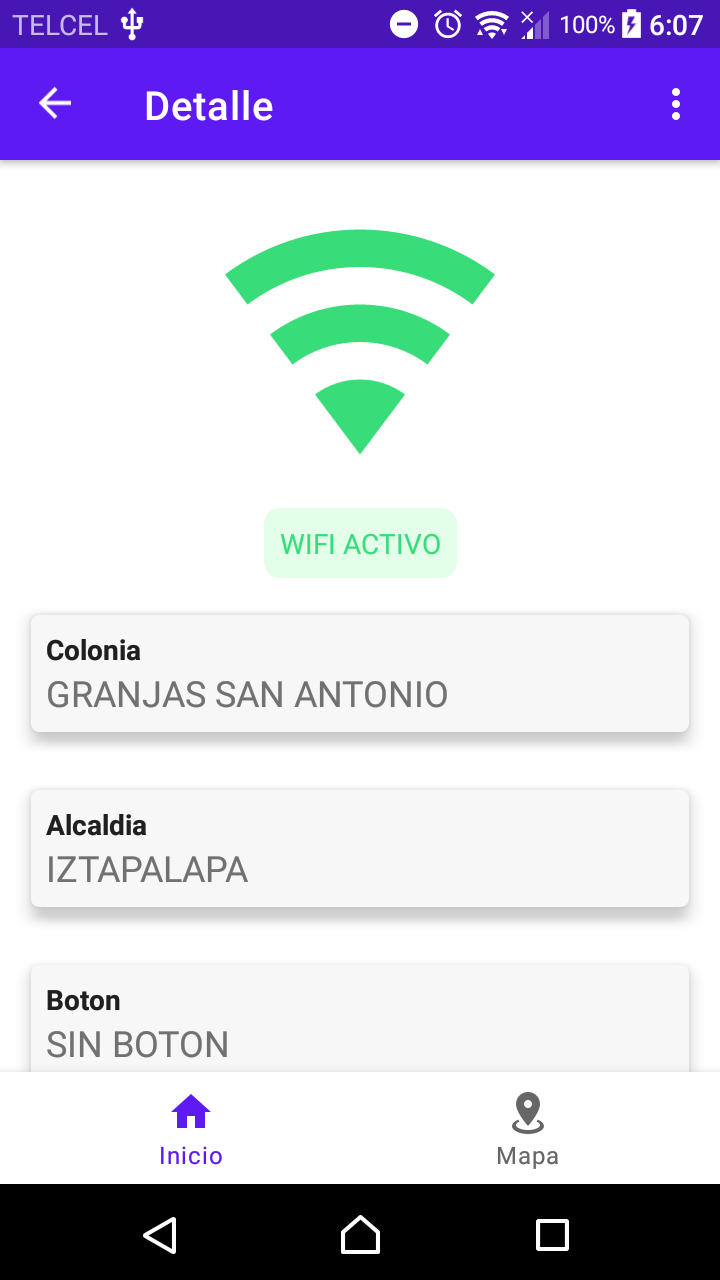 TELCEL 100% 6:07
Detalle
WIFI ACTIVO
Colonia
GRANJAS SAN ANTONIO
Alcaldia
IZTAPALAPA
Boton
SIN BOTON
Inicio Mapa